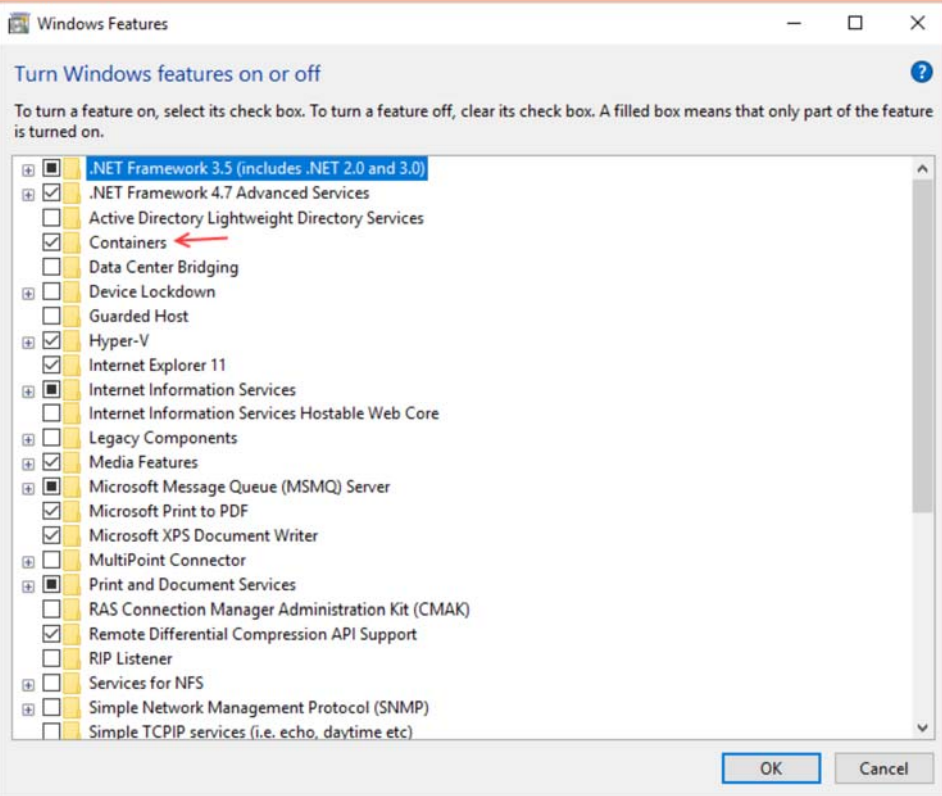 Windows Features
Turn Windows features on or off
To turn a feature on, select its check box. To turn a feature off, clear its check box. A filled box means that only part of the feature
is turned on.
.NET Framework 3.5 (includes .NET 2.0 and 3.0)
.NET Framework 4.7 Advanced Services
Active Directory Lightweight Directory Services
Containers
Data Center Bridging
Device Lockdown
Guarded Host
Hyper-V
Internet Explorer 11
Internet Information Services
Internet Information Services Hostable Web Core
Legacy Components
Media Features
Microsoft Message Queue (MSMQ) Server
Microsoft Print to PDF
Microsoft XPS Document Writer
MultiPoint Connector
Print and Document Services
RAS Connection Manager Administration Kit (CMAK)
Remote Differential Compression API Support
RIP Listener
Services for NFS
Simple Network Management Protocol (SNMP)
Simple TCPIP services (i.e. echo, daytime etc)
OK Cancel